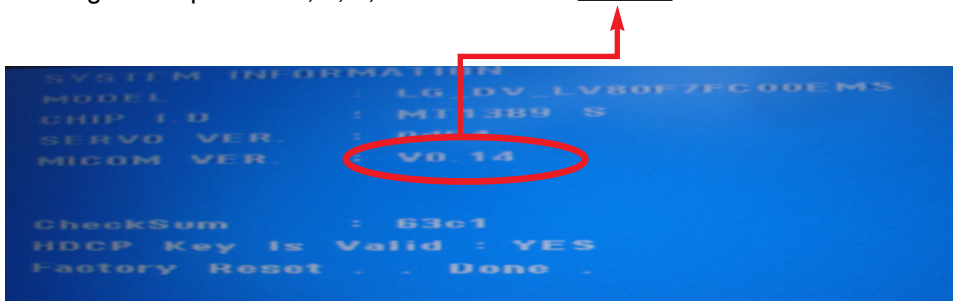 SYSTEM INFORMATION
MODEL : LG_DV_LV80F7FC00EMS
CHIP I.D : MT1389 S
SERVO VER. :
MICOM VER. : V0.14
CheckSum : 63c1
HDCP Key Is Valid : YES
Factory Reset . . Done .